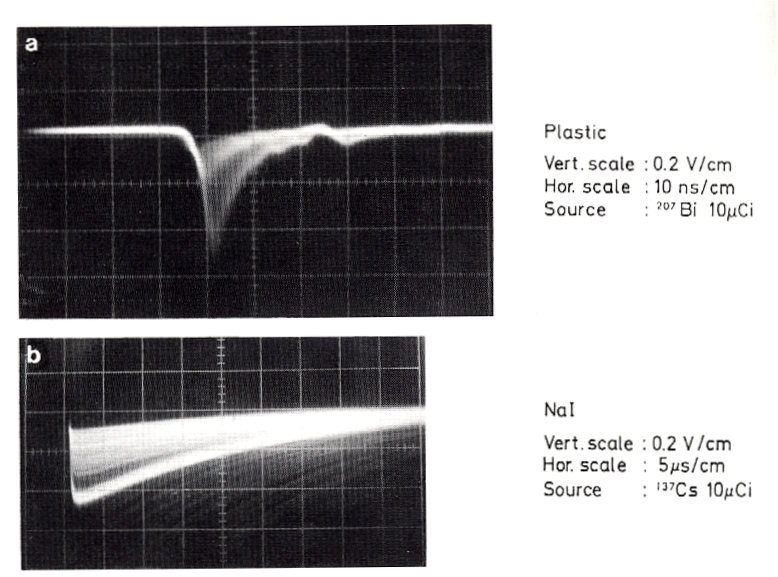 a
Plastic
Vert. scale : 0.2 V/cm
Hor. scale : 10 ns/cm
Source : ²⁰⁷Bi 10μCi
b
NaI
Vert. scale : 0.2 V/cm
Hor. scale : 5μs/cm
Source : ¹³⁷Cs 10μCi